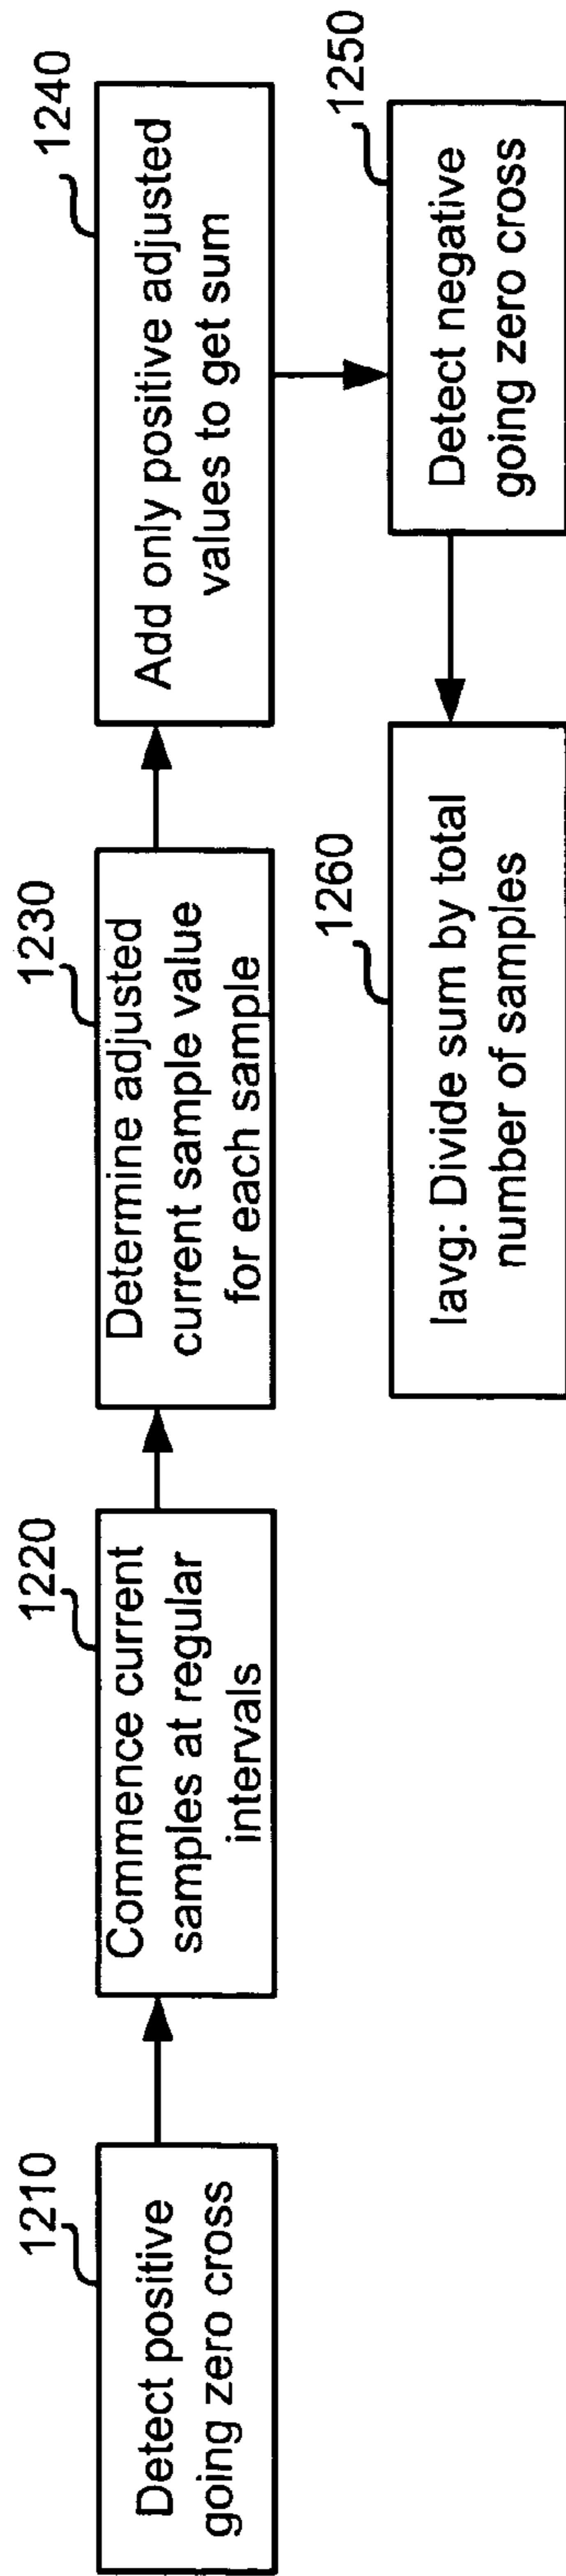 1210
Detect positive
going zero cross
1220
Commence current
samples at regular
intervals
1230
Determine adjusted
current sample value
for each sample
1240
Add only positive adjusted
values to get sum
1250
Detect negative
going zero cross
1260
Iavg: Divide sum by total
number of samples